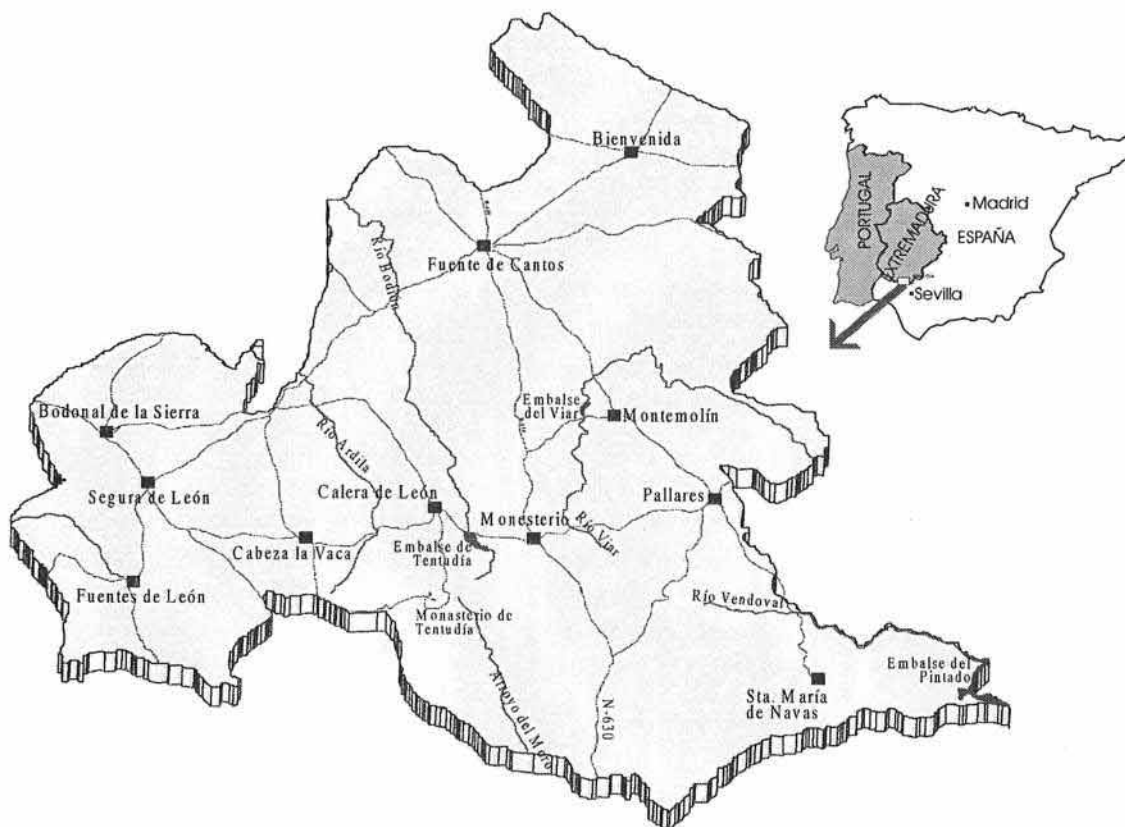 Bienvenida
Fuente de Cantos
Río Bodión
Bodonal de la Sierra
Embalse
del Viar
Montemolín
Río Ardila
Segura de León
Calera de León
Pallares
Monesterio
Río Viar
Cabeza la Vaca
Embalse de
Tentudía
Fuentes de León
Monasterio de
Tentudía
Río Vendoval
Embalse del
Pintado
Sta. María
de Navas
Arroyo del Moro
N-630
PORTUGAL
EXTREMADURA
Madrid
ESPAÑA
Sevilla